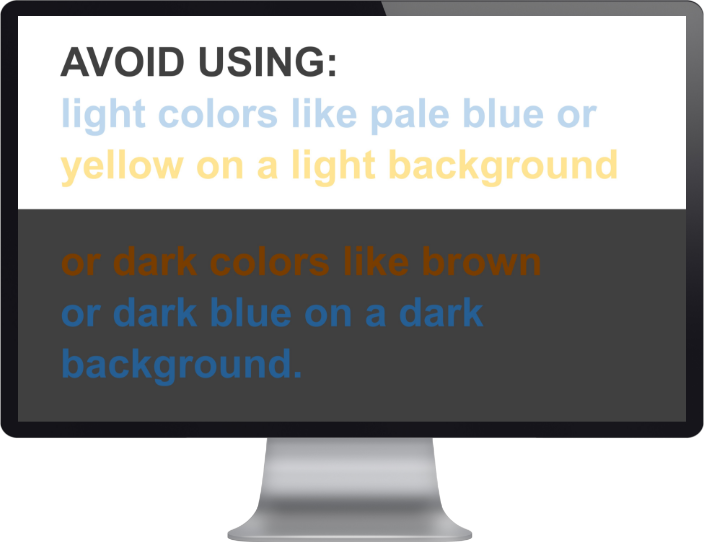 AVOID USING:
light colors like pale blue or
yellow on a light background
or dark colors like brown
or dark blue on a dark
background.